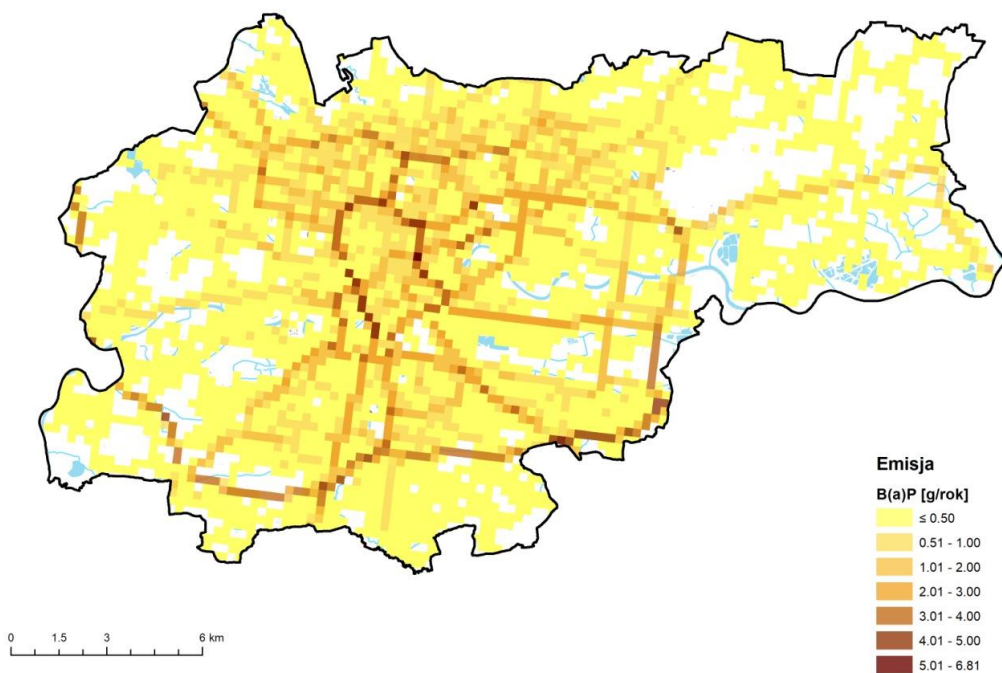 Emisja
B(a)P [g/rok]
≤ 0.50
0.51 - 1.00
1.01 - 2.00
2.01 - 3.00
3.01 - 4.00
4.01 - 5.00
5.01 - 6.81
0 1.5 3 6 km